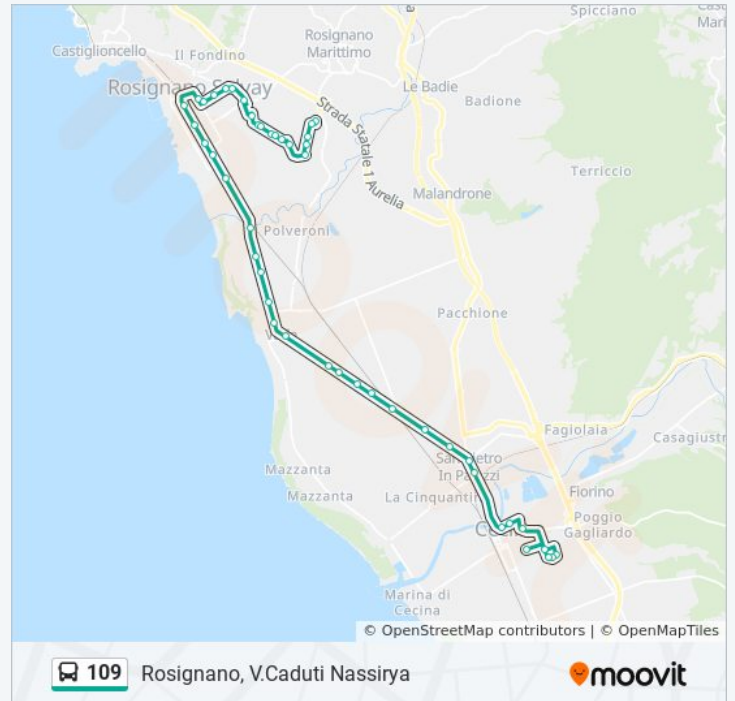 Castiglioncello
Il Fondino
Rosignano
Marittimo
Spicciano
Rosignano Solvay
Le Badie
Badione
Strada Statale 1 Aurelia
Terriccio
Malandrone
Polveroni
Pacchione
Fagiolaia
Casagiust
San Pietro
In Palazzi
Mazzanta
Mazzanta
La Cinquantin
Fiorino
Poggio
Gagliardo
Marina di
Cecina
© OpenStreetMap contributors | © OpenMapTiles
109 Rosignano, V.Caduti Nassirya
moovit